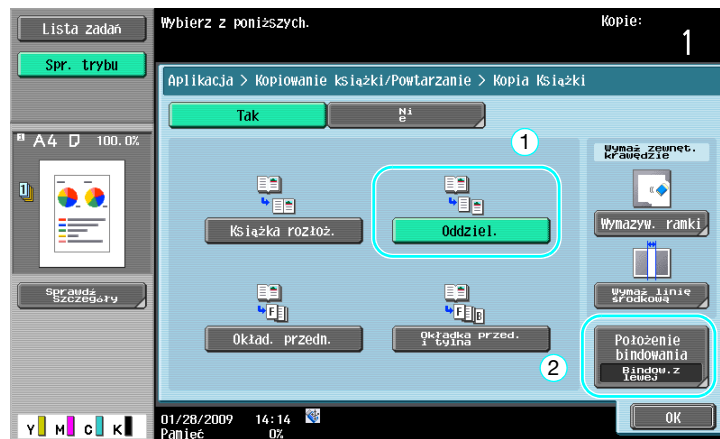 Lista zadań
Spr. trybu
Wybierz z poniższych.
Kopie:
1
Aplikacja > Kopiowanie książki/Powtarzanie > Kopia Książki
Tak
Ni
e
A4 100.0%
1
1
Wymaż zewnęt.
krawędzie
Książka rozłoż.
Oddziel.
Wymazyw. ramki
Sprawdź
Szczegóły
Wymaż linię
środkową
F
F B
Okład. przedn.
Okładka przed.
i tylna
2
Położenie
bindowania
Bindow.z
lewej
OK
Y M C K
01/28/2009 14:14
Pamięć 0%